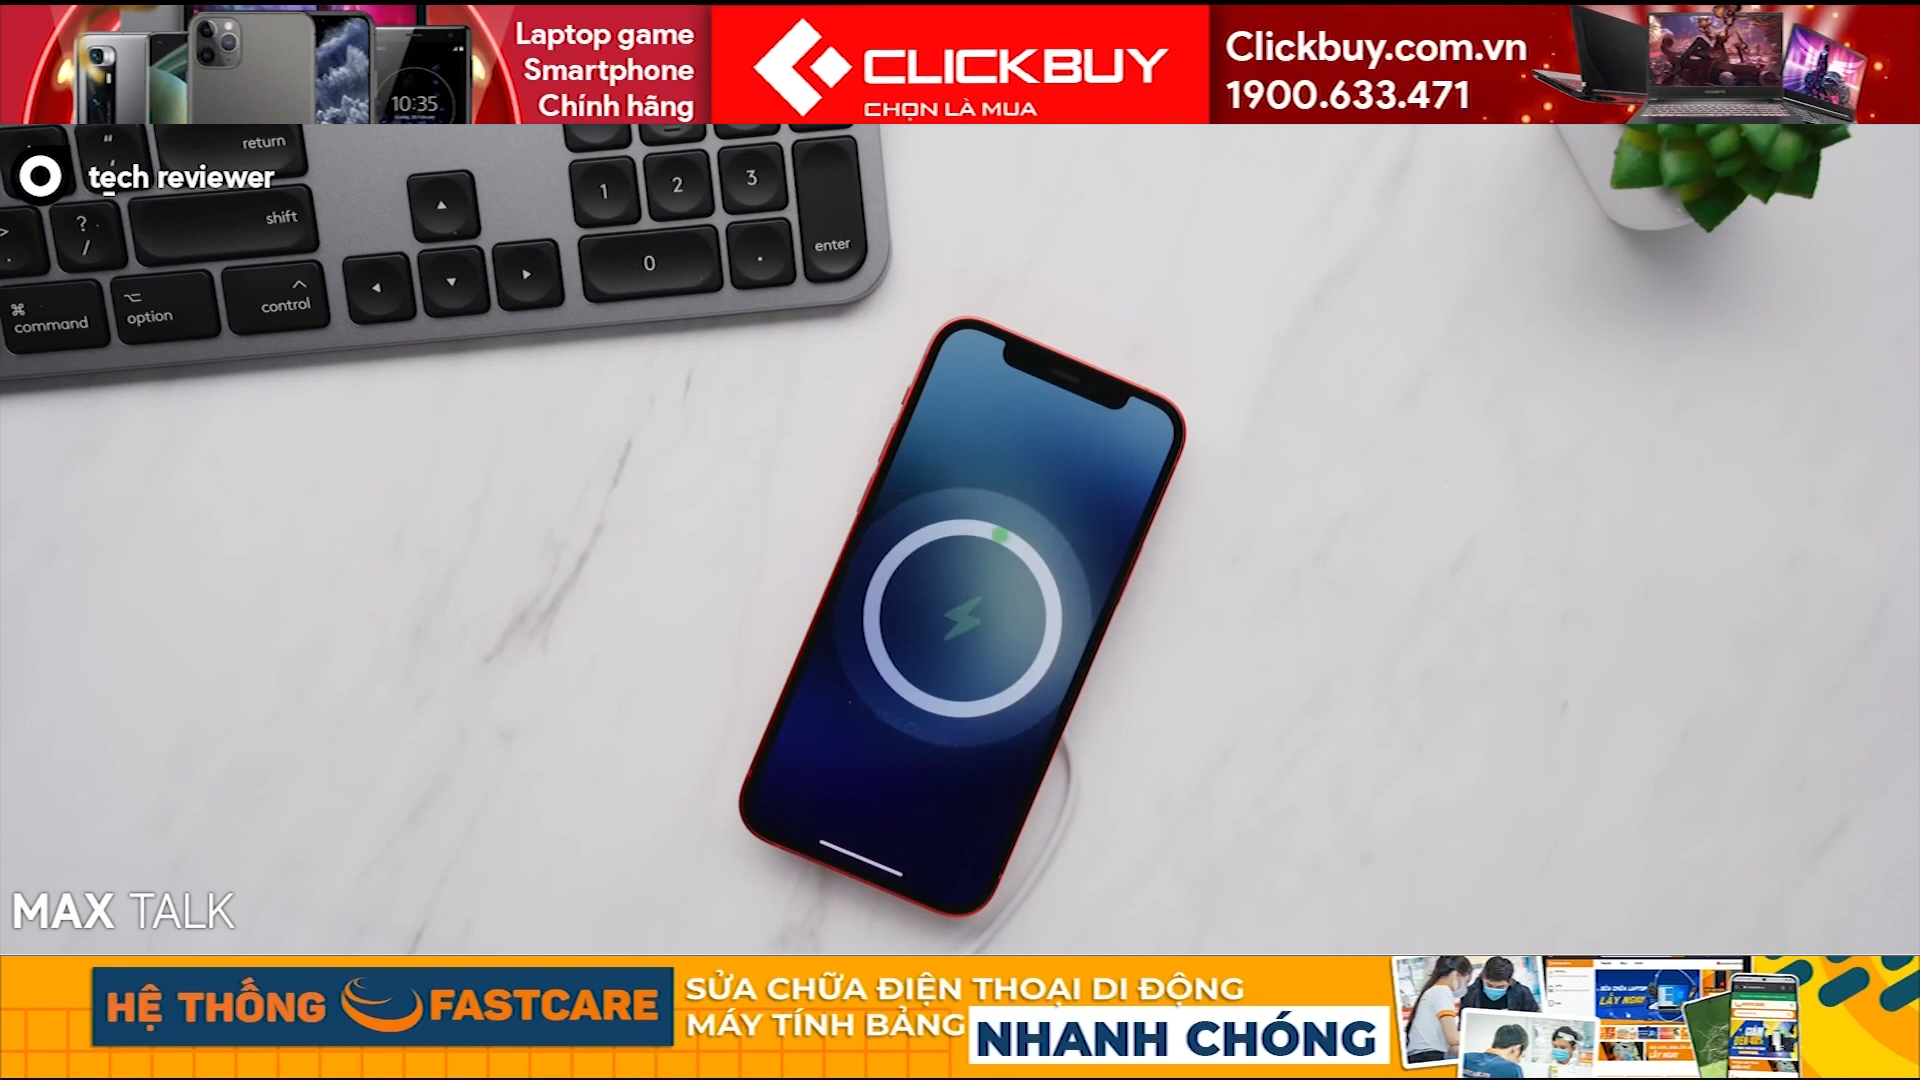 Laptop game
Smartphone
Chính hãng
CLICKBUY
CHỌN LÀ MUA
Clickbuy.com.vn
1900.633.471
10:35
return
tech reviewer
shift
?
/
1
2
3
0
.
enter
command
option
control
MAX TALK
HỆ THỐNG FASTCARE
SỬA CHỮA ĐIỆN THOẠI DI ĐỘNG
MÁY TÍNH BẢNG
NHANH CHÓNG
LẤY NGAY